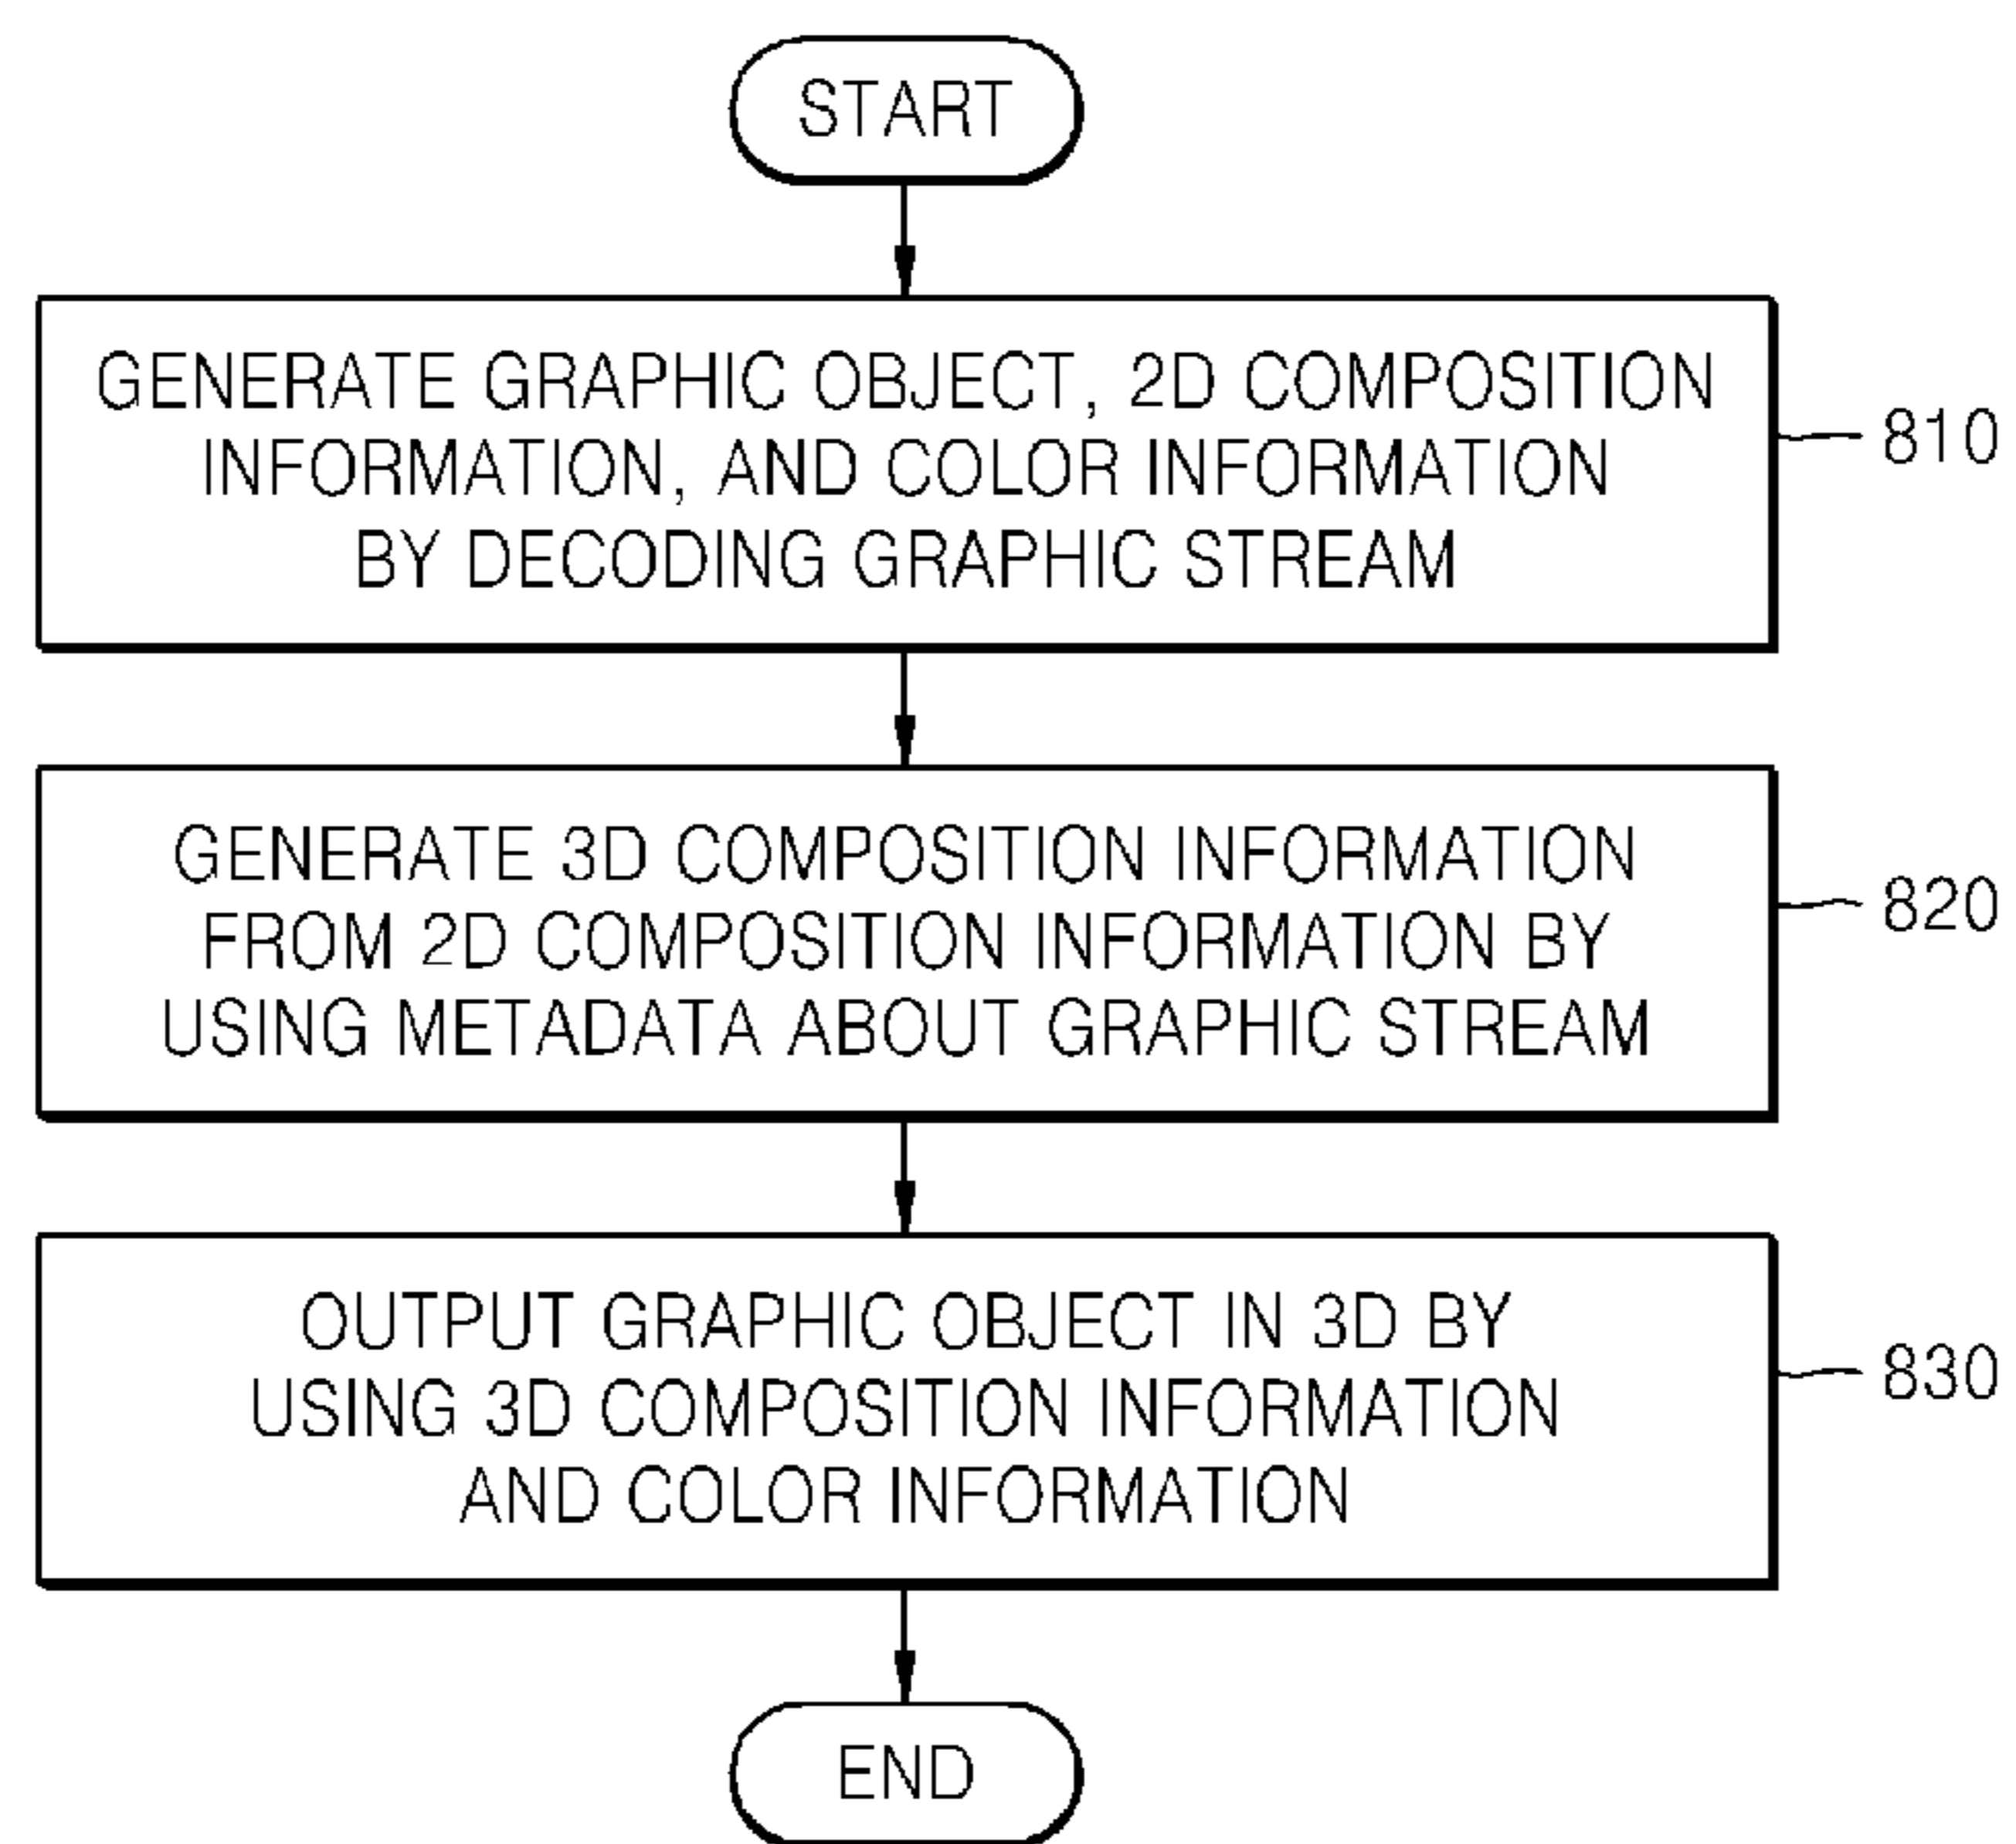 START
GENERATE GRAPHIC OBJECT, 2D COMPOSITION
INFORMATION, AND COLOR INFORMATION
BY DECODING GRAPHIC STREAM
810
GENERATE 3D COMPOSITION INFORMATION
FROM 2D COMPOSITION INFORMATION BY
USING METADATA ABOUT GRAPHIC STREAM
820
OUTPUT GRAPHIC OBJECT IN 3D BY
USING 3D COMPOSITION INFORMATION
AND COLOR INFORMATION
830
END